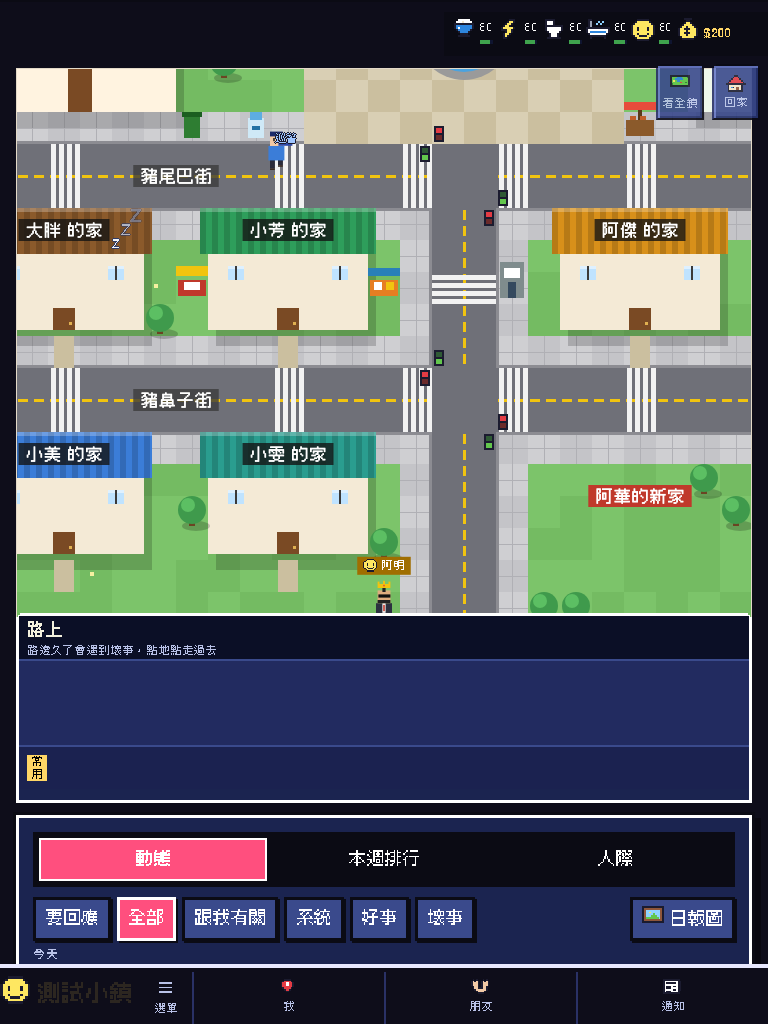 80 80 80 80 80 $200
看全鎮
回家
豬尾巴街
大胖 的家
小芳 的家
阿傑 的家
z z z
豬鼻子街
小美 的家
小雯 的家
阿華的新家
阿明
路上
路邊久了會遇到壞事，點地點走過去
常用
動態
本週排行
人際
要回應
全部
跟我有關
系統
好事
壞事
日報圖
今天
測試小鎮
選單
我
朋友
通知